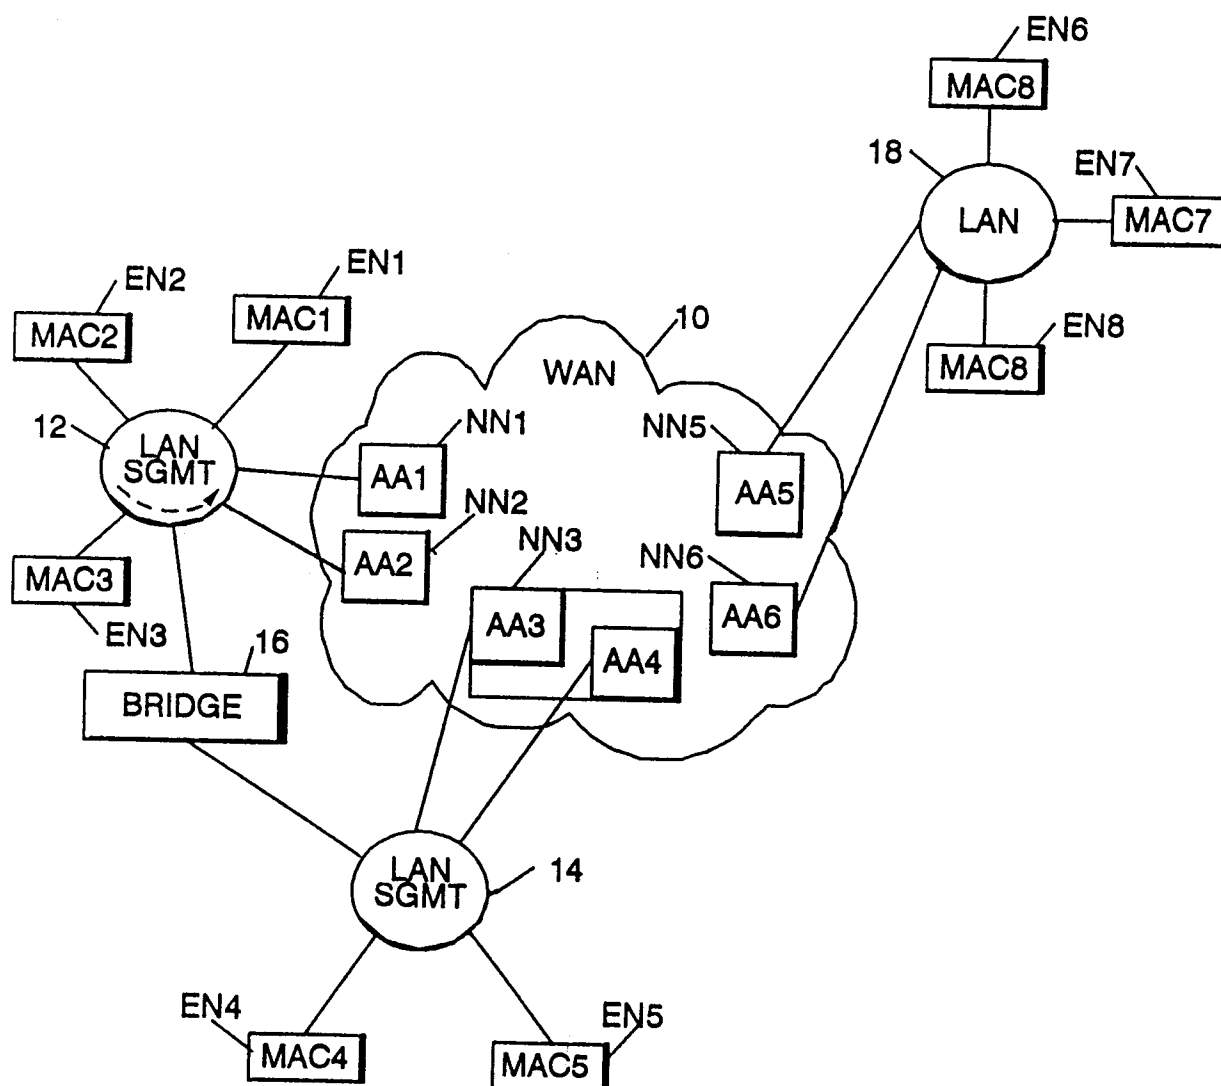 EN6
MAC8
18
EN7
LAN
MAC7
EN1
EN2
MAC1
MAC2
10
EN8
WAN
MAC8
12
LAN
SGMT
NN1
NN5
AA1
AA5
NN2
NN3
AA2
NN6
MAC3
AA3
AA6
EN3
16
AA4
BRIDGE
LAN
SGMT
14
EN4
EN5
MAC4
MAC5